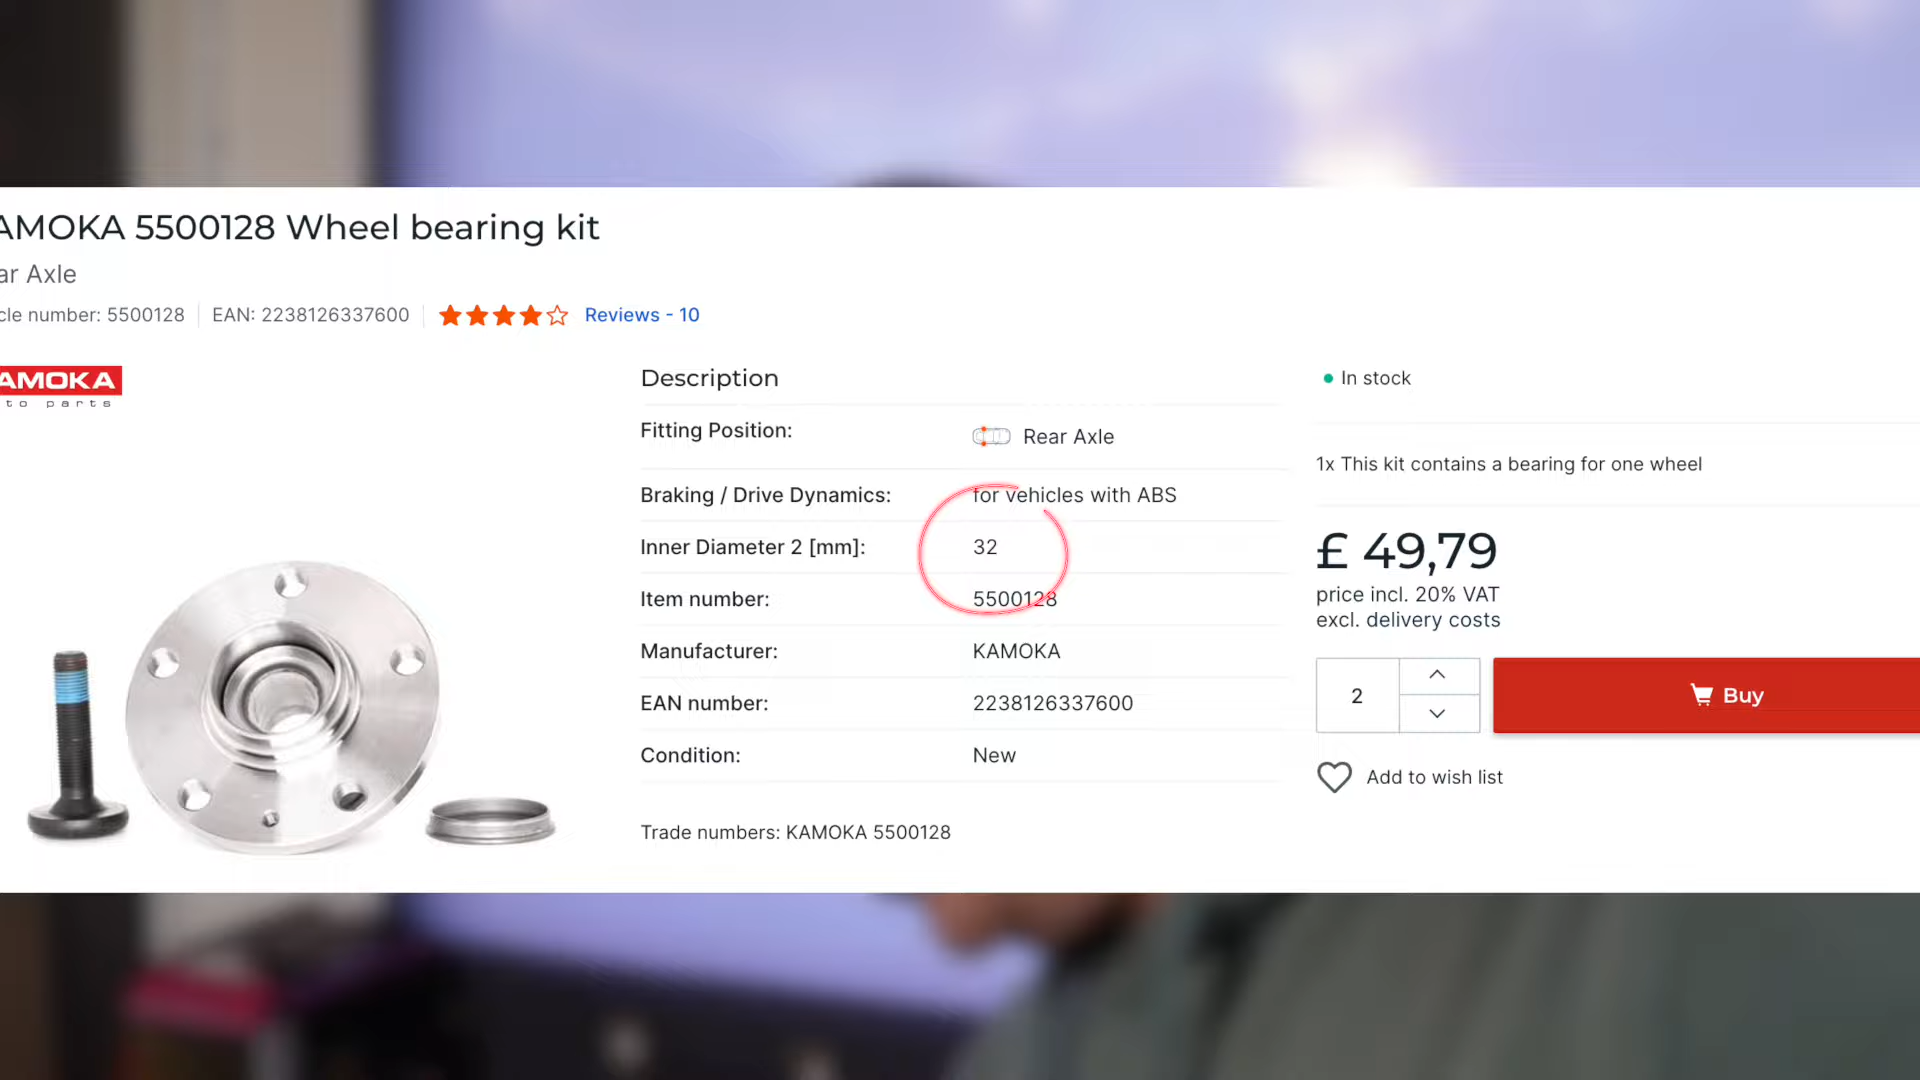 AMOKA 5500128 Wheel bearing kit
ar Axle
cle number: 5500128
EAN: 2238126337600
Reviews - 10
AMOKA
to parts
Description
Fitting Position:
Rear Axle
Braking / Drive Dynamics:
for vehicles with ABS
Inner Diameter 2 [mm]:
32
Item number:
5500128
Manufacturer:
KAMOKA
EAN number:
2238126337600
Condition:
New
Trade numbers: KAMOKA 5500128
In stock
1x This kit contains a bearing for one wheel
£ 49,79
price incl. 20% VAT
excl. delivery costs
2
Buy
Add to wish list